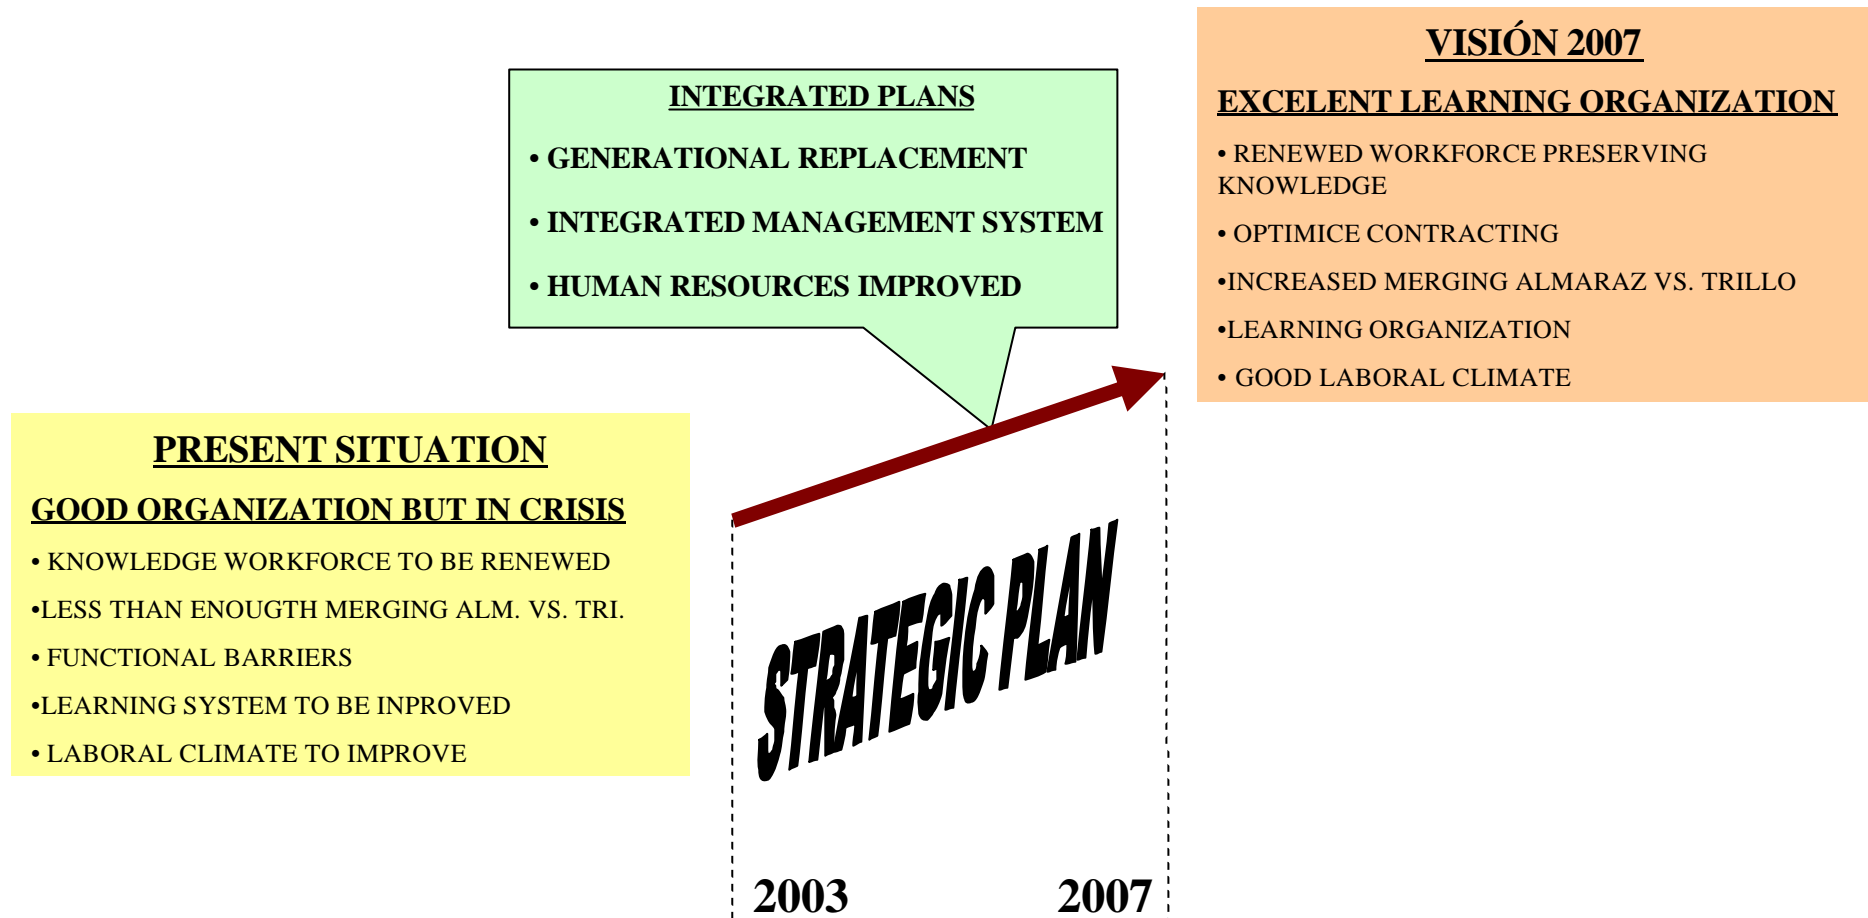 VISIÓN 2007
EXCELENT LEARNING ORGANIZATION
• RENEWED WORKFORCE PRESERVING
KNOWLEDGE
• OPTIMICE CONTRACTING
•INCREASED MERGING ALMARAZ VS. TRILLO
•LEARNING ORGANIZATION
• GOOD LABORAL CLIMATE
INTEGRATED PLANS
• GENERATIONAL REPLACEMENT
• INTEGRATED MANAGEMENT SYSTEM
• HUMAN RESOURCES IMPROVED
PRESENT SITUATION
GOOD ORGANIZATION BUT IN CRISIS
• KNOWLEDGE WORKFORCE TO BE RENEWED
•LESS THAN ENOUGTH MERGING ALM. VS. TRI.
• FUNCTIONAL BARRIERS
•LEARNING SYSTEM TO BE INPROVED
• LABORAL CLIMATE TO IMPROVE
STRATEGIC PLAN
2003 2007